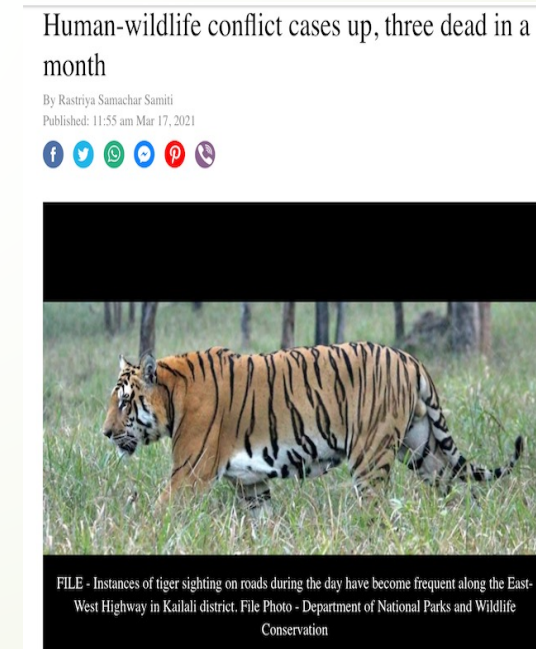 Human-wildlife conflict cases up, three dead in a
month
By Rastriya Samachar Samiti
Published: 11:55 am Mar 17, 2021
FILE - Instances of tiger sighting on roads during the day have become frequent along the East-
West Highway in Kailali district. File Photo - Department of National Parks and Wildlife
Conservation